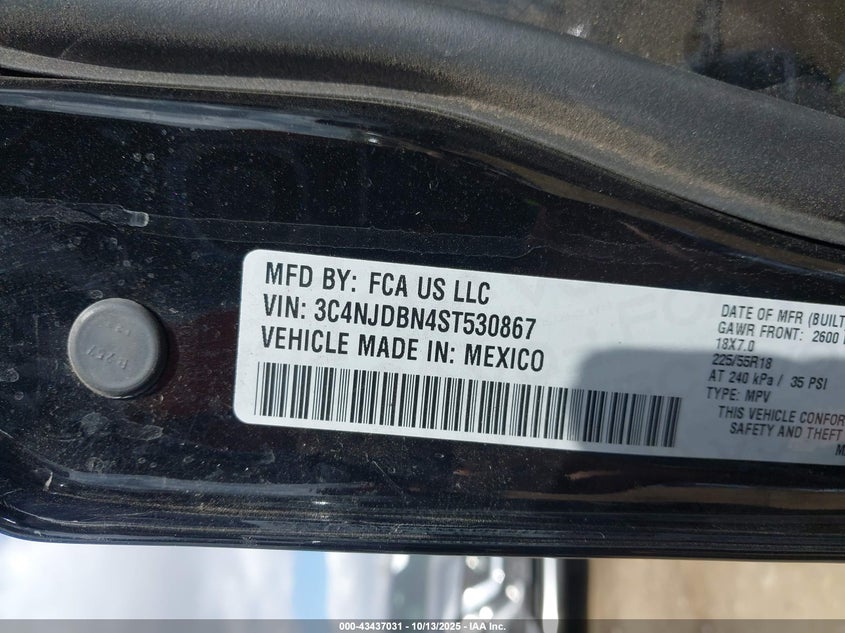 MFD BY: FCA US LLC
VIN: 3C4NJDBN4ST530867
VEHICLE MADE IN: MEXICO
DATE OF MFR (BUILT
GAWR FRONT: 2600
18X7.0
225/55R18
AT 240 kPa / 35 PSI
TYPE: MPV
THIS VEHICLE CONFOR
SAFETY AND THEFT
M
000-43437031 - 10/13/2025 - IAA Inc.